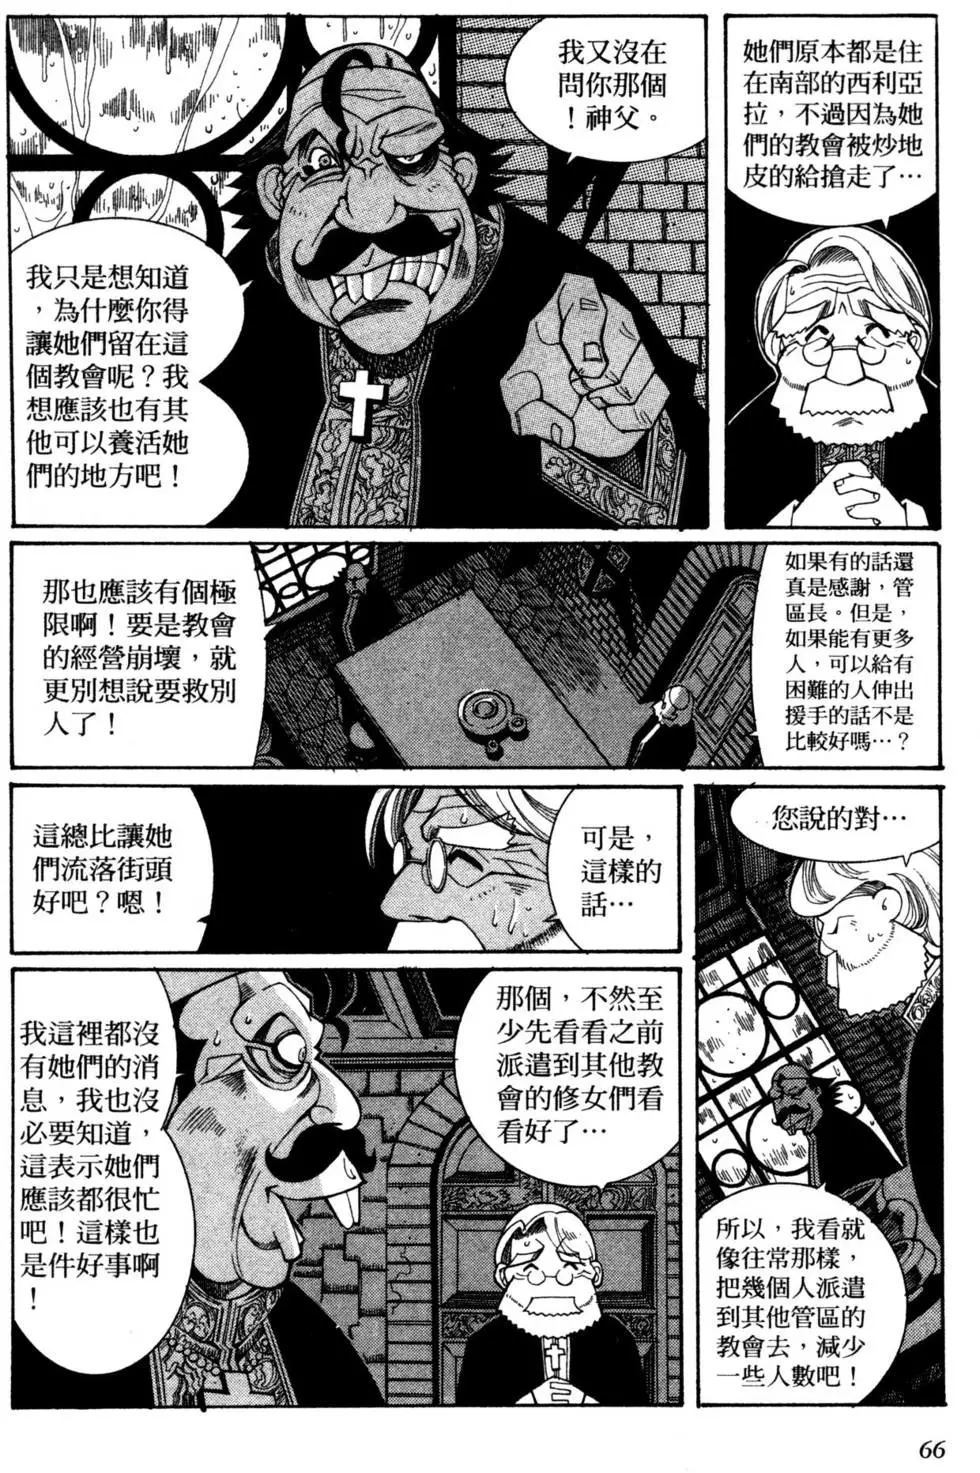 她們原本都是住
在南部的西利亞
拉，不過因為她
們的教會被炒地
皮的給搶走了…
我又沒在
問你那個
！神父。
我只是想知道
，為什麼你得
讓她們留在這
個教會呢？我
想應該也有其
他可以養活她
們的地方吧！
如果有的話還
真是感謝，管
區長。但是，
如果能有更多
人，可以給有
困難的人伸出
援手的話不是
比較好嗎…？
那也應該有個極
限啊！要是教會
的經營崩壞，就
更別想說要救別
人了！
您說的對…
所以，我看就
像往常那樣，
把幾個人派遣
到其他管區的
教會去，減少
一些人數吧！
可是，
這樣的
話…
這總比讓她
們流落街頭
好吧？嗯！
那個，不然至
少先看看之前
派遣到其他教
會的修女們看
看好了…
我這裡都沒
有她們的消
息，我也沒
必要知道，
這表示她們
應該都很忙
吧！這樣也
是件好事啊
！
66